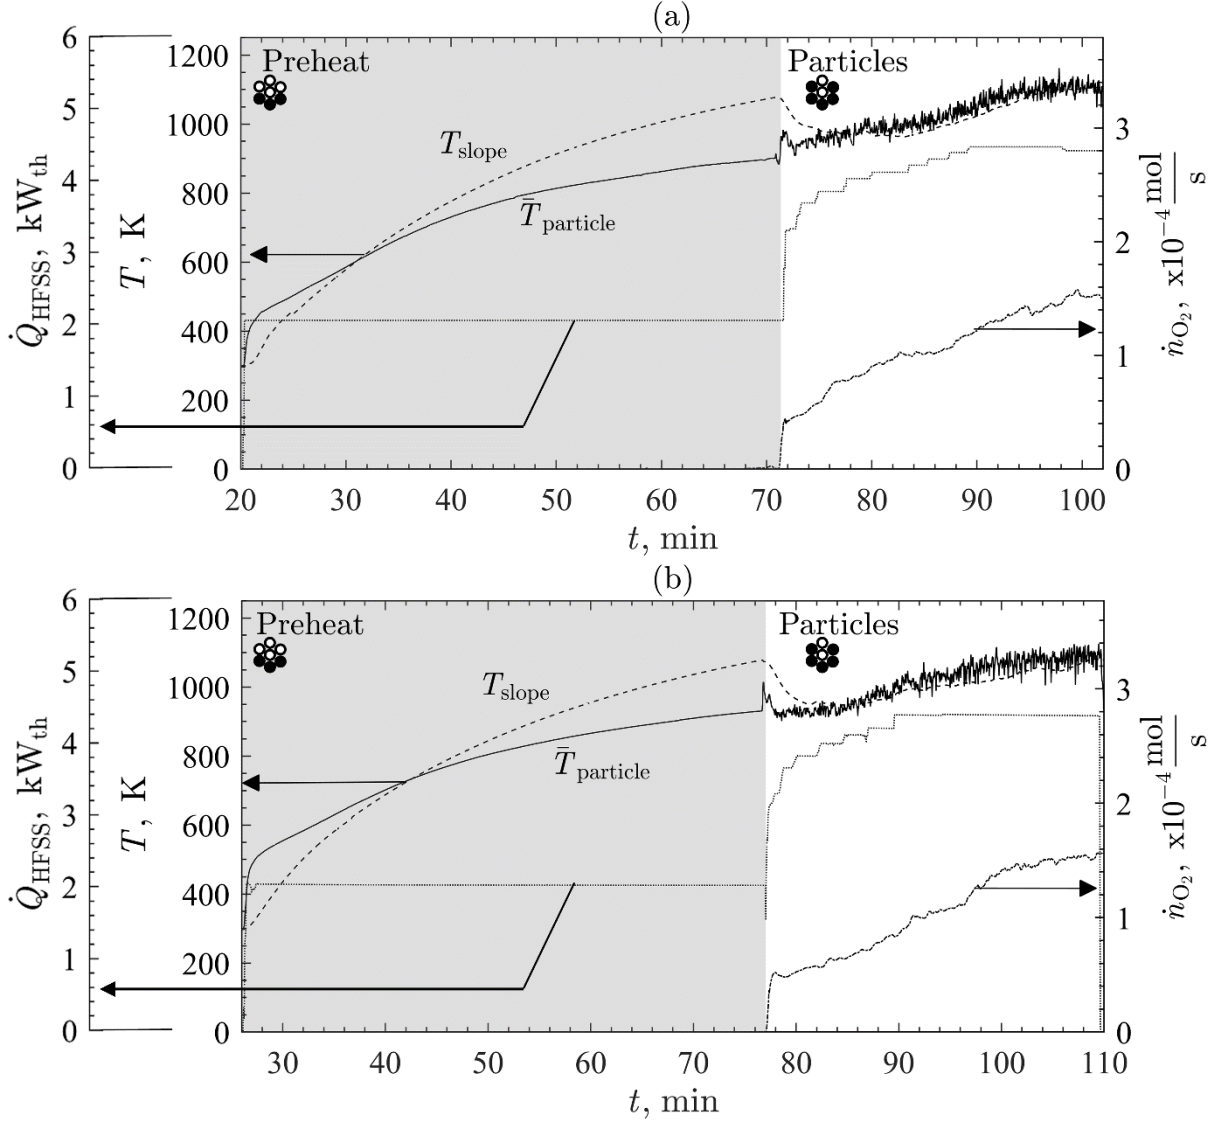 (a)
Preheat
Particles
T_slope
T̄_particle
Q̇_HFSS, kW_th
6
5
4
3
2
1
0
T, K
1200
1000
800
600
400
200
0
ṅ_O₂, x10⁻⁴ mol/s
3
2
1
0
20 30 40 50 60 70 80 90 100
t, min
(b)
Preheat
Particles
T_slope
T̄_particle
Q̇_HFSS, kW_th
6
5
4
3
2
1
0
T, K
1200
1000
800
600
400
200
0
ṅ_O₂, x10⁻⁴ mol/s
3
2
1
0
30 40 50 60 70 80 90 100 110
t, min